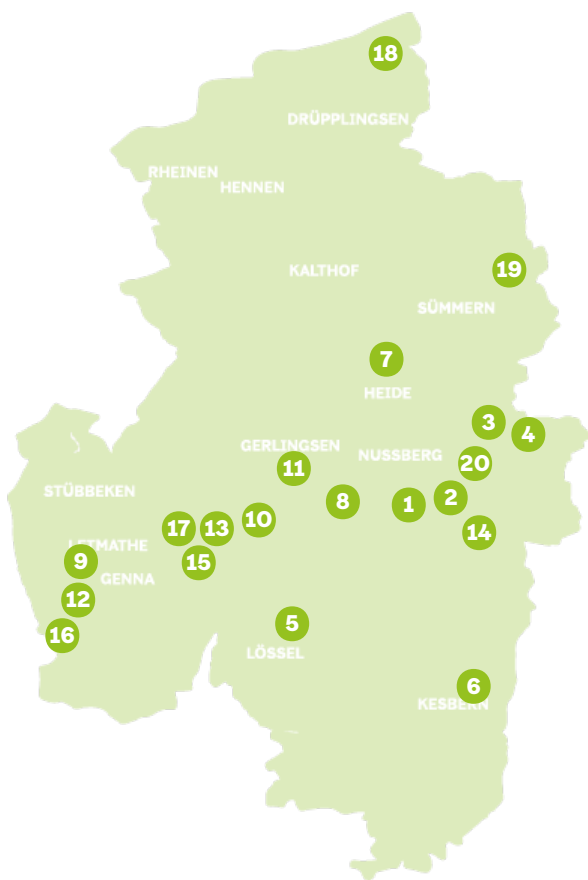 18
DRÜPPLINGSEN
RHEINEN
HENNEN
KALTHOF
19
SÜMMERN
7
HEIDE
3
4
GERLINGSEN
NUSSBERG
11
20
STÜBBEKEN
8
1
2
10
17
13
14
LETMATHE
9
15
GENNA
12
5
16
LÖSSEL
6
KESBERN